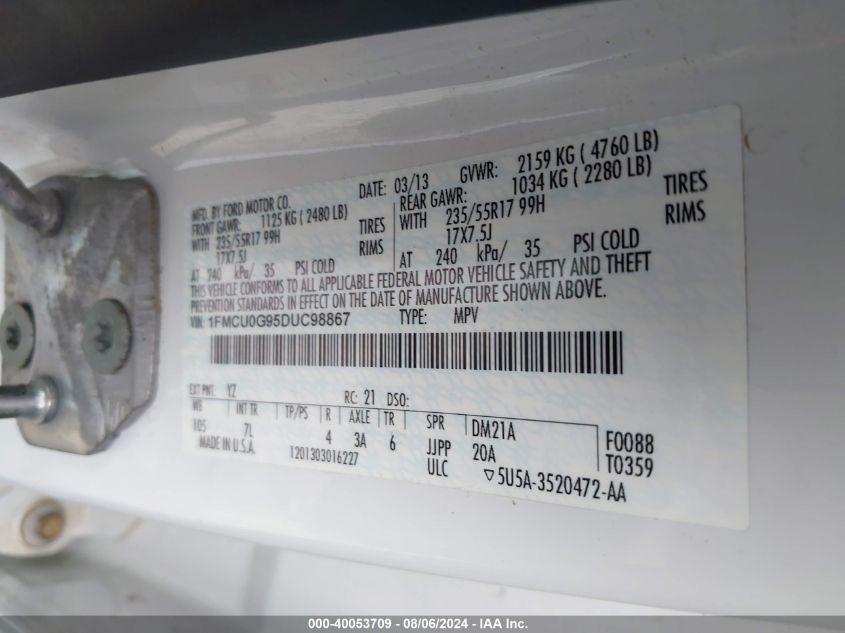 MFD. BY FORD MOTOR CO.
DATE: 03/13 GVWR: 2159 KG ( 4760 LB)
FRONT GAWR: 1125 KG ( 2480 LB)
REAR GAWR: 1034 KG ( 2280 LB)
WITH 235/55R17 99H TIRES
WITH 235/55R17 99H TIRES
17X7.5J RIMS
17X7.5J RIMS
AT 240 kPa/ 35 PSI COLD
AT 240 kPa/ 35 PSI COLD
THIS VEHICLE CONFORMS TO ALL APPLICABLE FEDERAL MOTOR VEHICLE SAFETY AND THEFT
PREVENTION STANDARDS IN EFFECT ON THE DATE OF MANUFACTURE SHOWN ABOVE.
VIN: 1FMCU0G95DUC98867 TYPE: MPV
EXT PNT: YZ RC: 21 DSO:
WB INT TR TP/PS R AXLE TR SPR DM21A F0088
105 7L 4 3A 6 JJPP 20A T0359
MADE IN U.S.A. 1201303016227 ULC ▽5U5A-3520472-AA
000-40053709 - 08/06/2024 - IAA Inc.